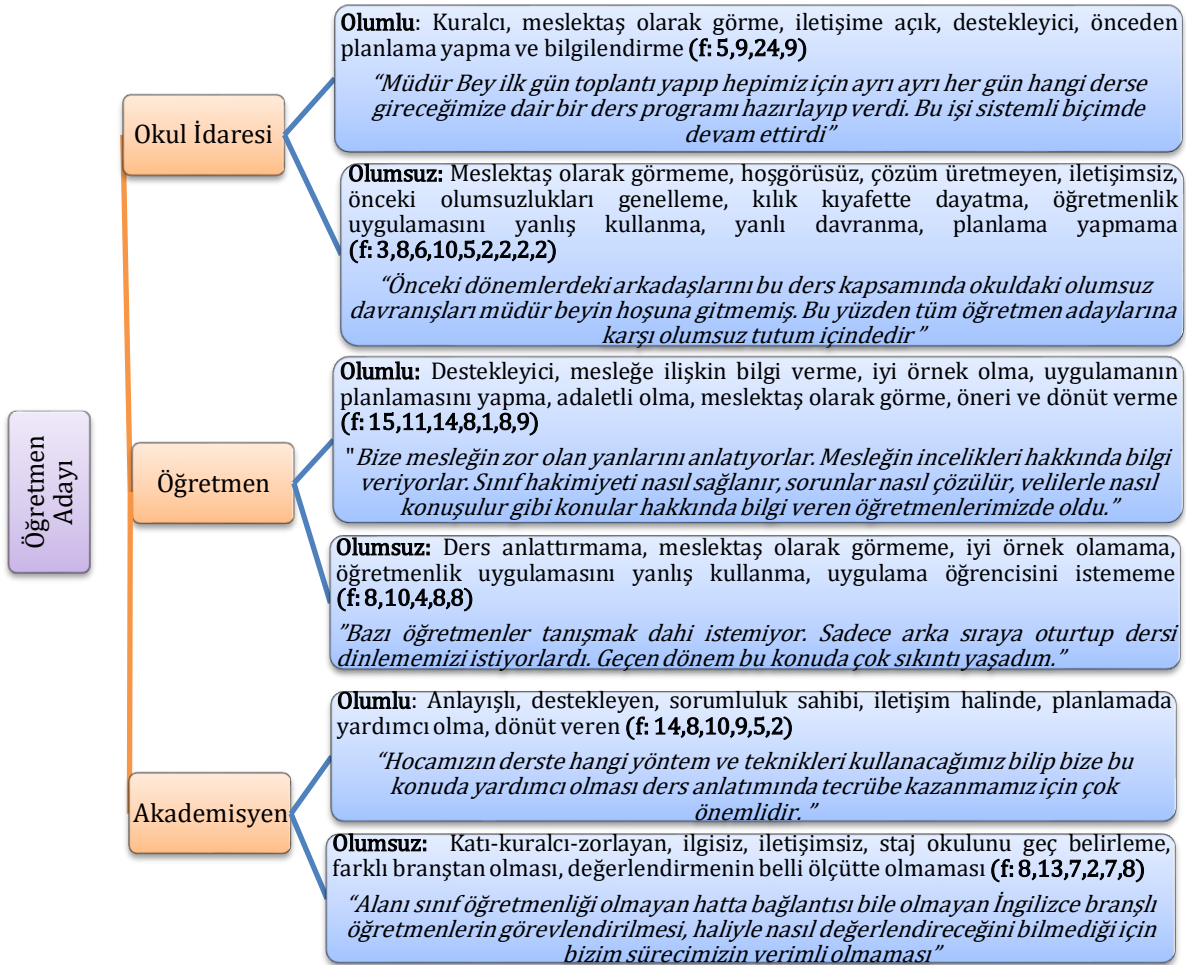 Öğretmen
Adayı
Okul İdaresi
Olumlu: Kuralcı, meslektaş olarak görme, iletişime açık, destekleyici, önceden
planlama yapma ve bilgilendirme (f: 5,9,24,9)
“Müdür Bey ilk gün toplantı yapıp hepimiz için ayrı ayrı her gün hangi derse
gireceğimize dair bir ders programı hazırlayıp verdi. Bu işi sistemli biçimde
devam ettirdi”
Olumsuz: Meslektaş olarak görmeme, hoşgörüsüz, çözüm üretmeyen, iletişimsiz,
önceki olumsuzlukları genelleme, kılık kıyafette dayatma, öğretmenlik
uygulamasını yanlış kullanma, yanlı davranma, planlama yapmama
(f: 3,8,6,10,5,2,2,2,2)
“Önceki dönemlerdeki arkadaşlarını bu ders kapsamında okuldaki olumsuz
davranışları müdür beyin hoşuna gitmemiş. Bu yüzden tüm öğretmen adaylarına
karşı olumsuz tutum içindedir ”
Öğretmen
Olumlu: Destekleyici, mesleğe ilişkin bilgi verme, iyi örnek olma, uygulamanın
planlamasını yapma, adaletli olma, meslektaş olarak görme, öneri ve dönüt verme
(f: 15,11,14,8,1,8,9)
"Bize mesleğin zor olan yanlarını anlatıyorlar. Mesleğin incelikleri hakkında bilgi
veriyorlar. Sınıf hakimiyeti nasıl sağlanır, sorunlar nasıl çözülür, velilerle nasıl
konuşulur gibi konular hakkında bilgi veren öğretmenlerimizde oldu.”
Olumsuz: Ders anlattırmama, meslektaş olarak görmeme, iyi örnek olamama,
öğretmenlik uygulamasını yanlış kullanma, uygulama öğrencisini istememe
(f: 8,10,4,8,8)
”Bazı öğretmenler tanışmak dahi istemiyor. Sadece arka sıraya oturtup dersi
dinlememizi istiyorlardı. Geçen dönem bu konuda çok sıkıntı yaşadım.”
Akademisyen
Olumlu: Anlayışlı, destekleyen, sorumluluk sahibi, iletişim halinde, planlamada
yardımcı olma, dönüt veren (f: 14,8,10,9,5,2)
“Hocamızın derste hangi yöntem ve teknikleri kullanacağımız bilip bize bu
konuda yardımcı olması ders anlatımında tecrübe kazanmamız için çok
önemlidir. ”
Olumsuz: Katı-kuralcı-zorlayan, ilgisiz, iletişimsiz, staj okulunu geç belirleme,
farklı branştan olması, değerlendirmenin belli ölçütte olmaması (f: 8,13,7,2,7,8)
“Alanı sınıf öğretmenliği olmayan hatta bağlantısı bile olmayan İngilizce branşlı
öğretmenlerin görevlendirilmesi, haliyle nasıl değerlendireceğini bilmediği için
bizim sürecimizin verimli olmaması”